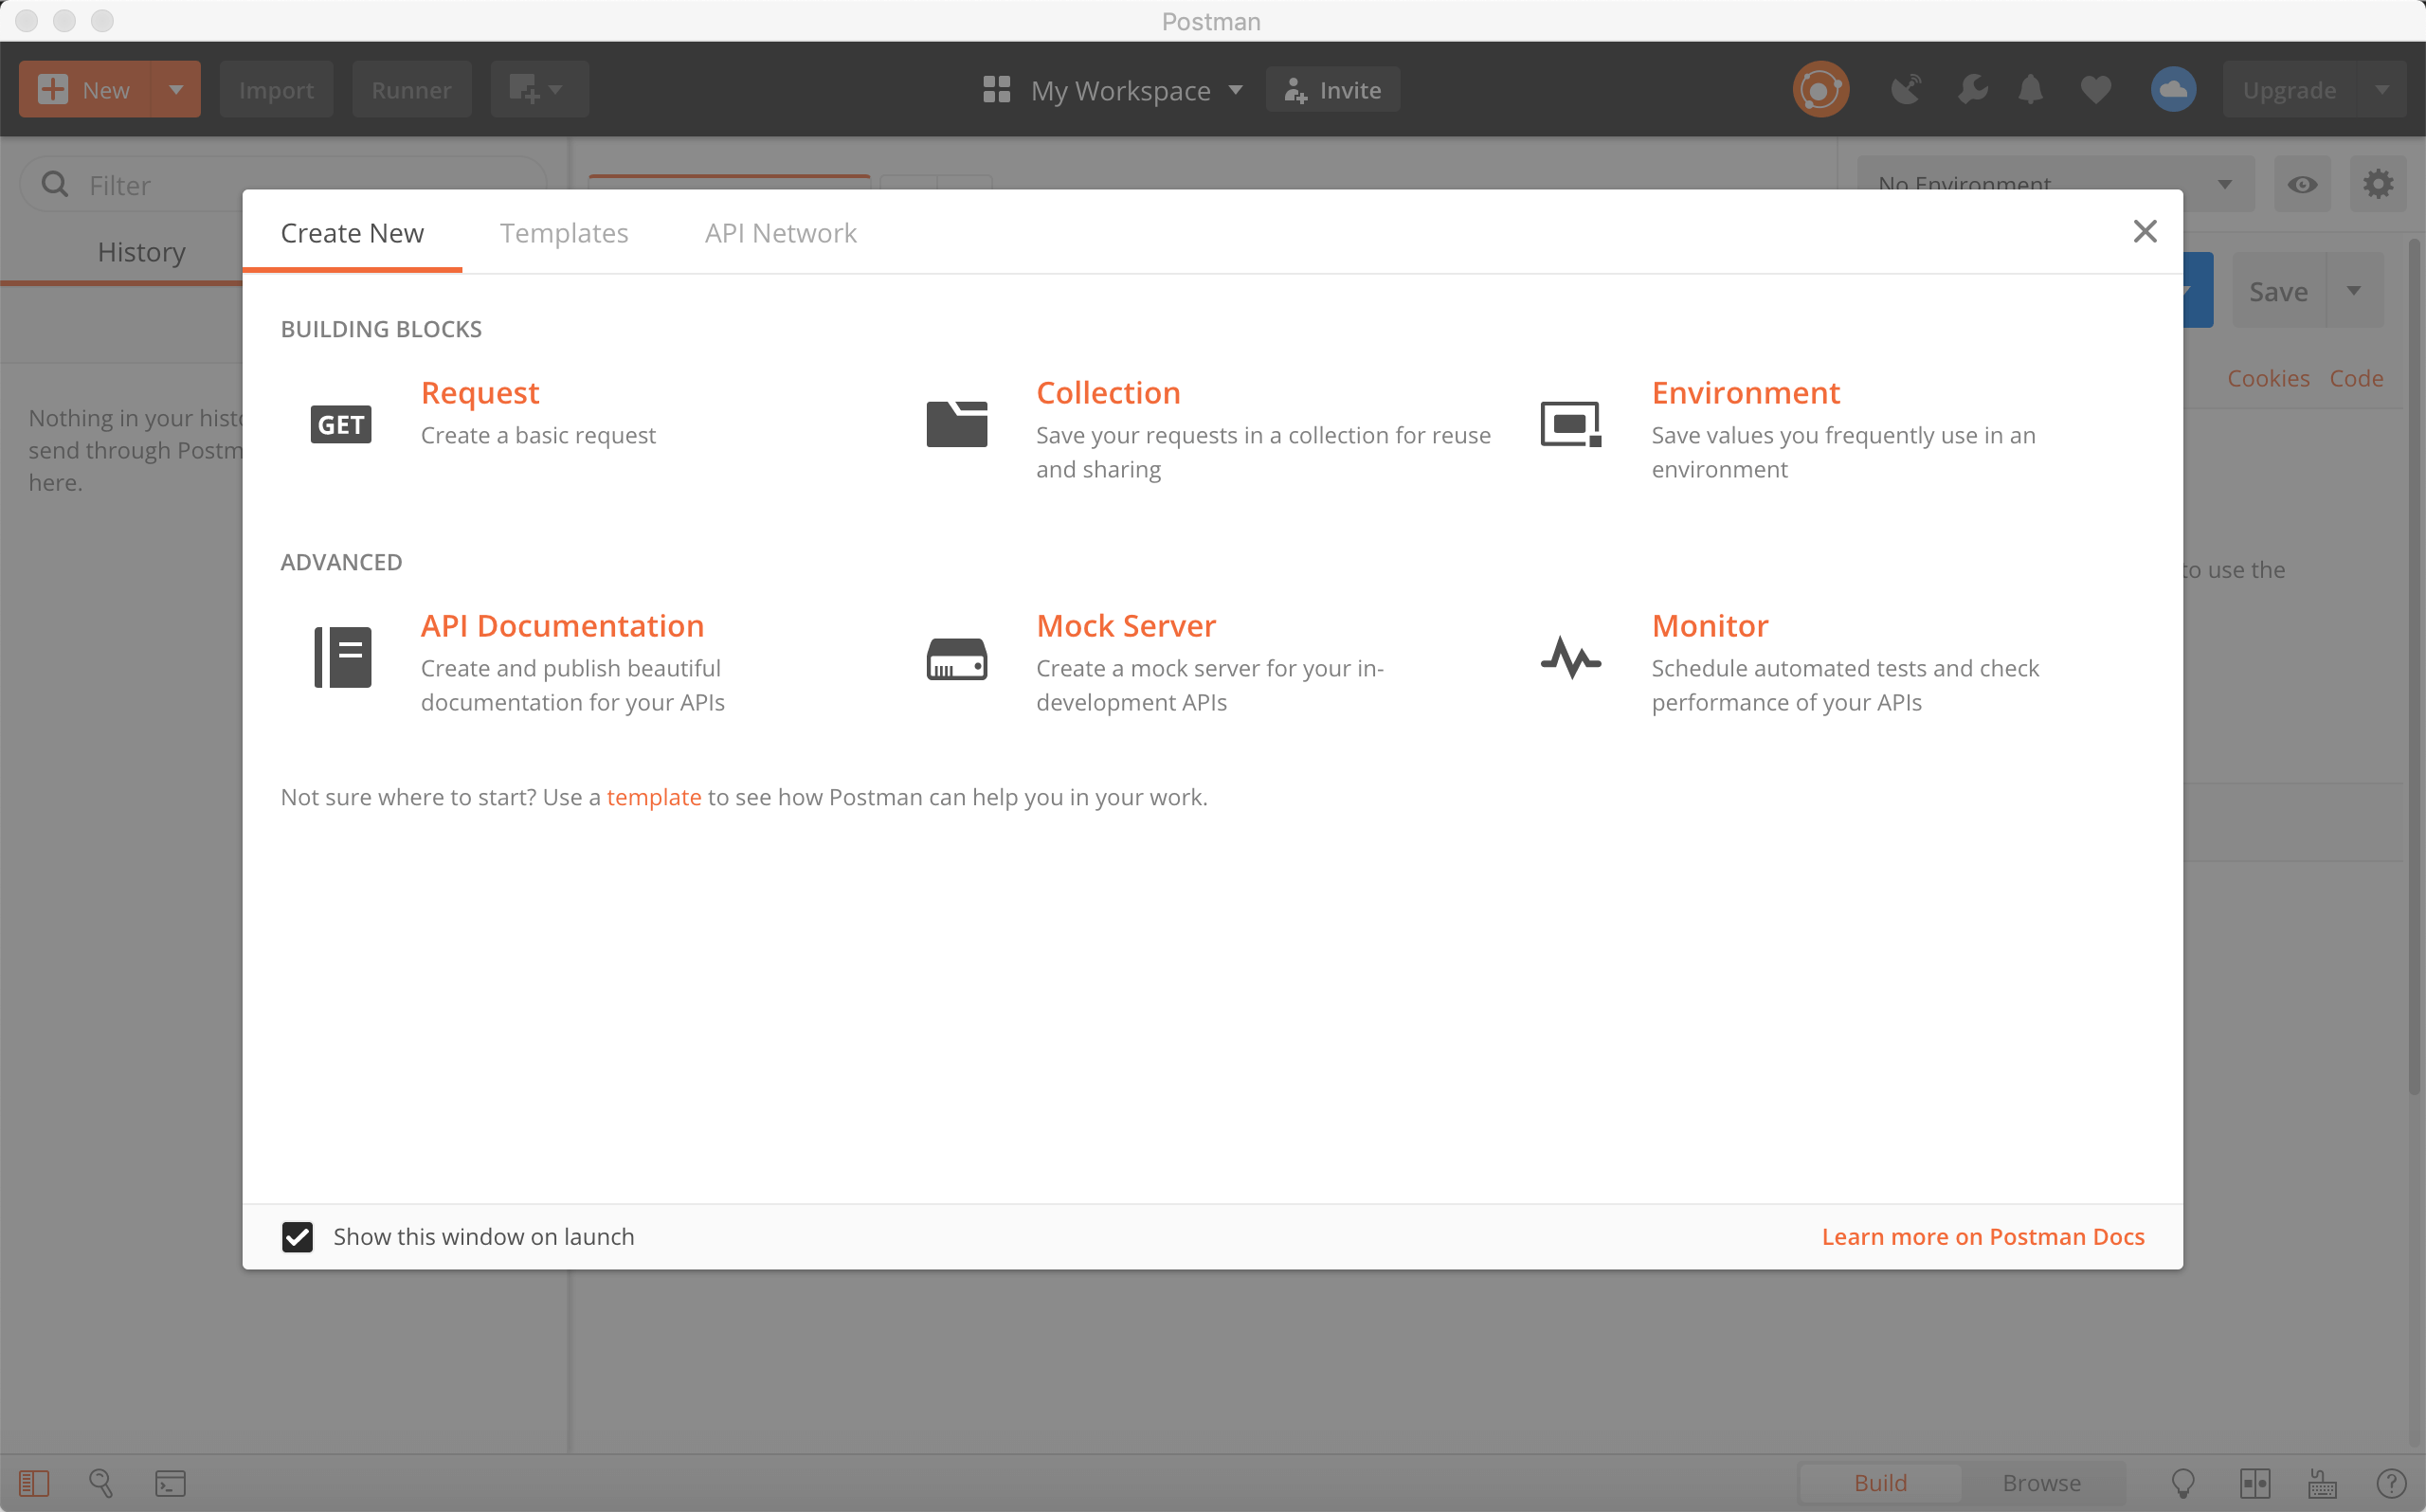 Postman
New
Import
Runner
My Workspace
Invite
Upgrade
Filter
No Environment
History
Create New
Templates
API Network
Save
BUILDING BLOCKS
GET
Request
Create a basic request
Collection
Save your requests in a collection for reuse
and sharing
Environment
Save values you frequently use in an
environment
Cookies
Code
Nothing in your
send through
here.
ADVANCED
to use the
API Documentation
Create and publish beautiful
documentation for your APIs
Mock Server
Create a mock server for your in-
development APIs
Monitor
Schedule automated tests and check
performance of your APIs
Not sure where to start? Use a template to see how Postman can help you in your work.
Show this window on launch
Learn more on Postman Docs
Build
Browse